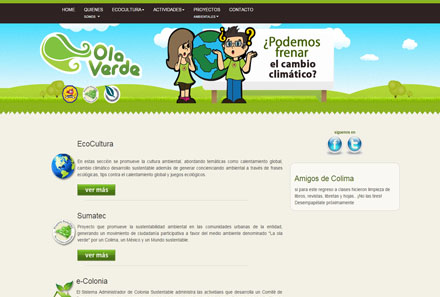 HOME QUIENES SOMOS ECOCULTURA ACTIVIDADES PROYECTOS AMBIENTALES CONTACTO
Ola
Verde
¿Podemos
frenar
el cambio
climático?
siguenos en:
EcoCultura
En estas sección se promueve la cultura ambiental, abordando temáticas como calentamiento global,
cambio climático desarrollo sustentable además de generar concienciando ambiental a través de frases
ecológicas, tips contra el calentamiento global y juegos ecológicos.
ver más
Amigos de Colima
si para este regreso a clases hicieron limpieza de
libros, revistas, libretas y hojas.. ¡No las tires!
Desempapélate próximamente
Sumatec
Proyecto que promueve la sustentabilidad ambiental en las comunidades urbanas de la entidad,
generando un movimiento de ciudadanía participativa a favor del medio ambiente denominado "La ola
verde" por un Colima, un México y un Mundo sustentable.
ver más
e-Colonia
El Sistema Administrador de Colonia Sustentable administrará las actividaes que desarrolla un Comité de